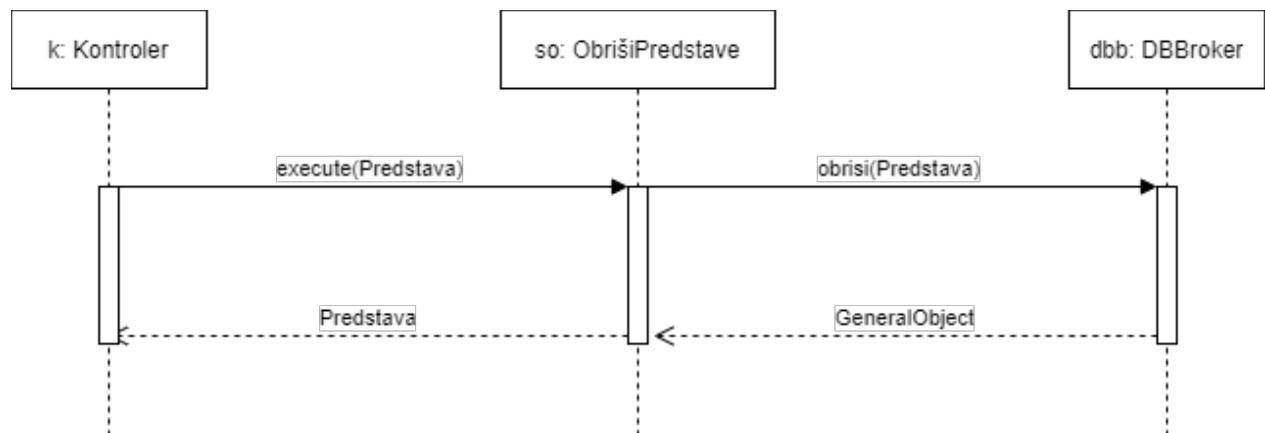 k: Kontroler
so: ObrišiPredstave
dbb: DBBroker
execute(Predstava)
obrisi(Predstava)
Predstava
GeneralObject